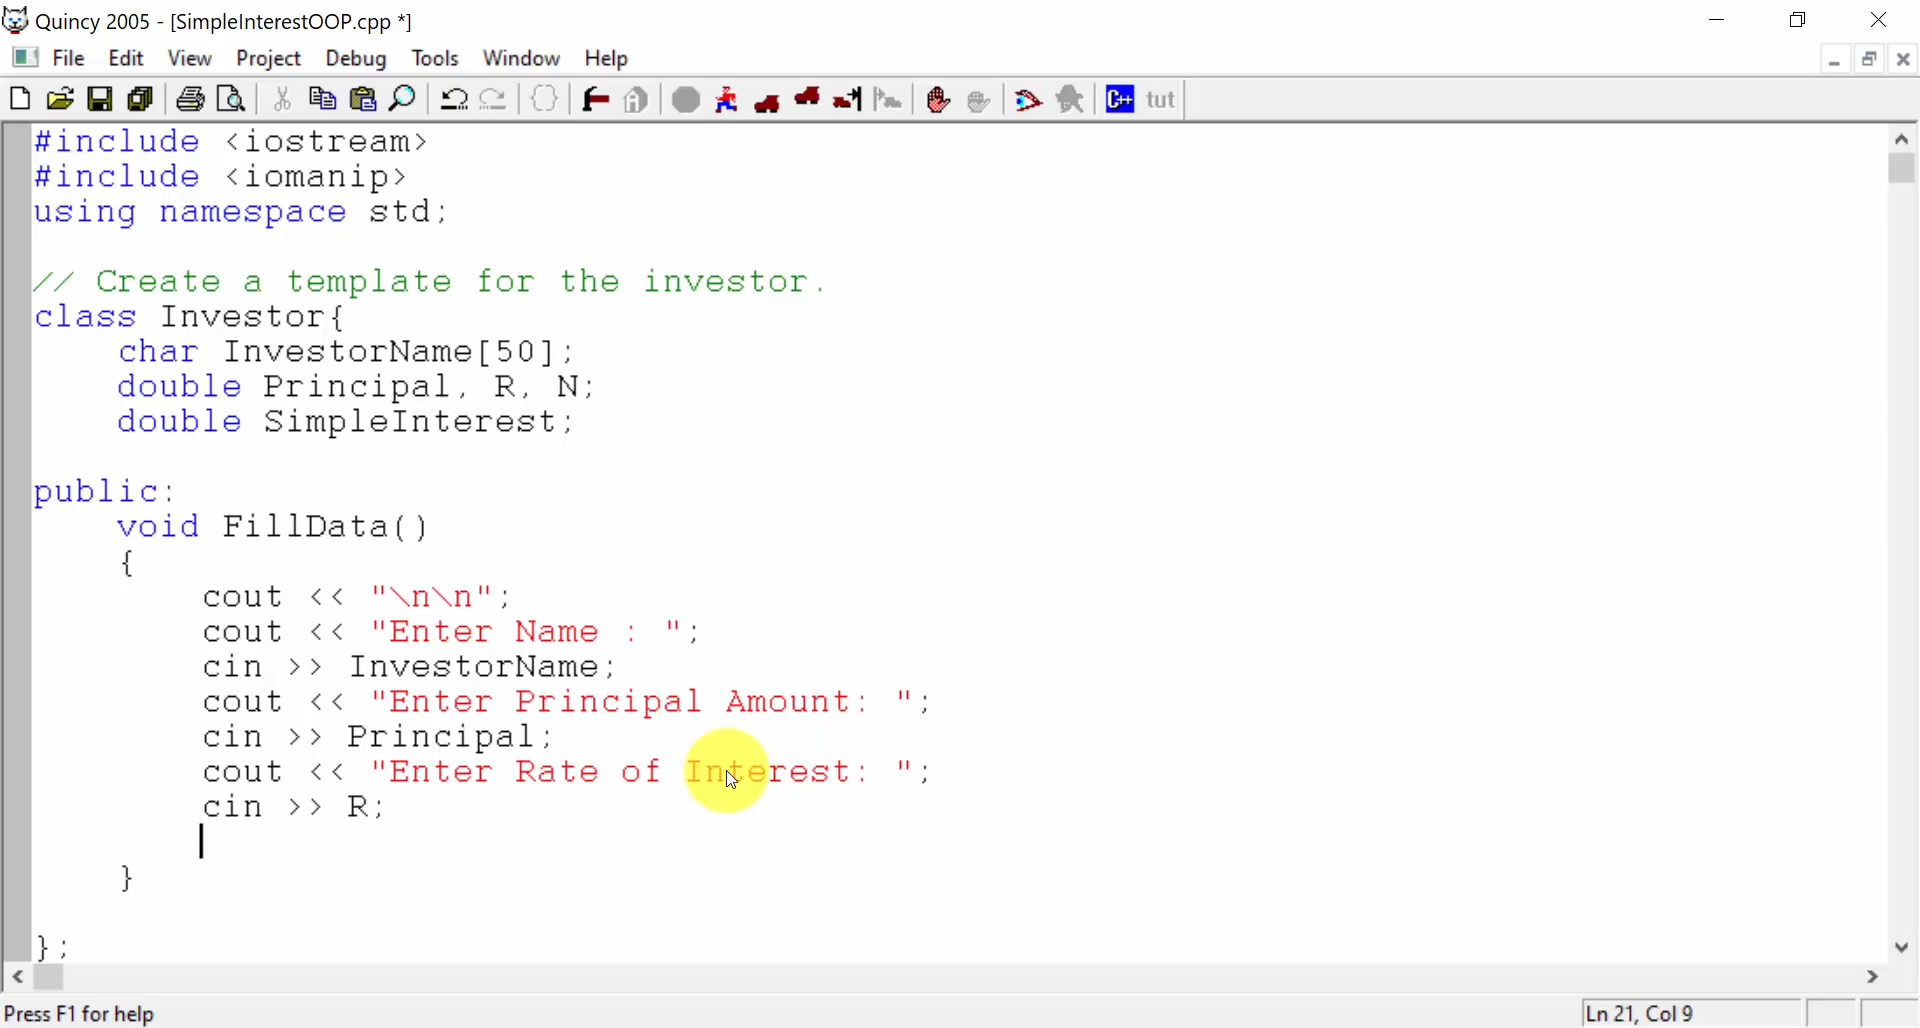 Quincy 2005 - [SimpleInterestOOP.cpp *]
File Edit View Project Debug Tools Window Help
C++ tut
#include <iostream>
#include <iomanip>
using namespace std;
// Create a template for the investor.
class Investor{
char InvestorName[50];
double Principal, R, N;
double SimpleInterest;
public:
void FillData()
{
cout << "\n\n";
cout << "Enter Name : ";
cin >> InvestorName;
cout << "Enter Principal Amount: ";
cin >> Principal;
cout << "Enter Rate of Interest: ";
cin >> R;
}
};
Press F1 for help
Ln 21, Col 9